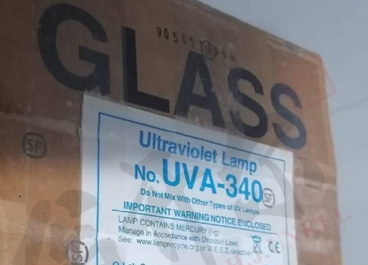 GLASS
Ultraviolet Lamp
No. UVA-340
Do Not Mix With Other Types of UV Lamps
IMPORTANT WARNING NOTICE ENCLOSED
LAMP CONTAINS MERCURY (Hg)
Manage in Accordance with Disposal Laws.
See: www.lamprecycle.org or W.E.E.E.